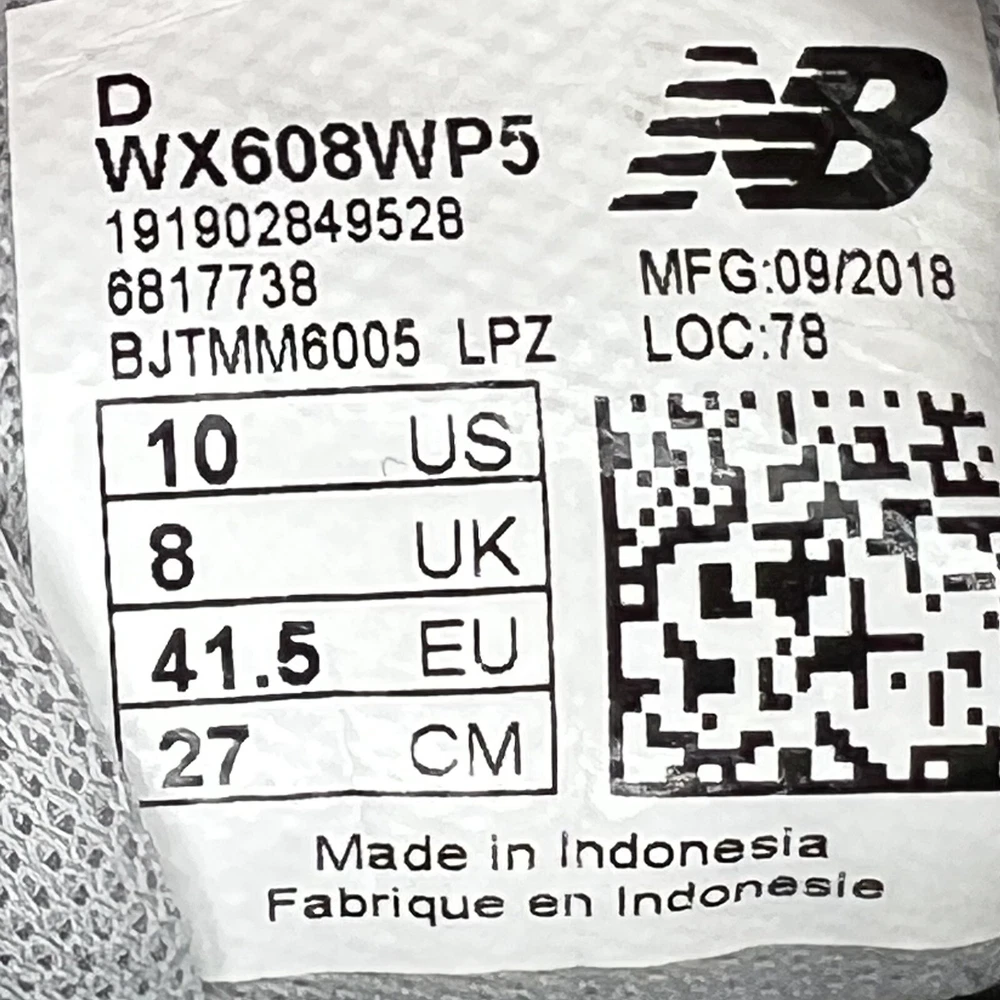 D
WX608WP5
191902849528
6817738
BJTMM6005 LPZ
NB
MFG:09/2018
LOC:78
10 US
8 UK
41.5 EU
27 CM
Made in Indonesia
Fabrique en Indonesie